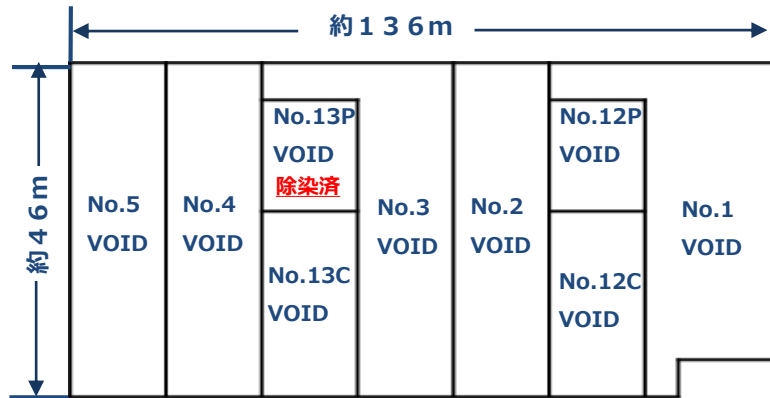 約１３６ｍ
約４６ｍ
No.5
VOID
No.4
VOID
No.13P
VOID
除染済
No.13C
VOID
No.3
VOID
No.2
VOID
No.12P
VOID
No.12C
VOID
No.1
VOID